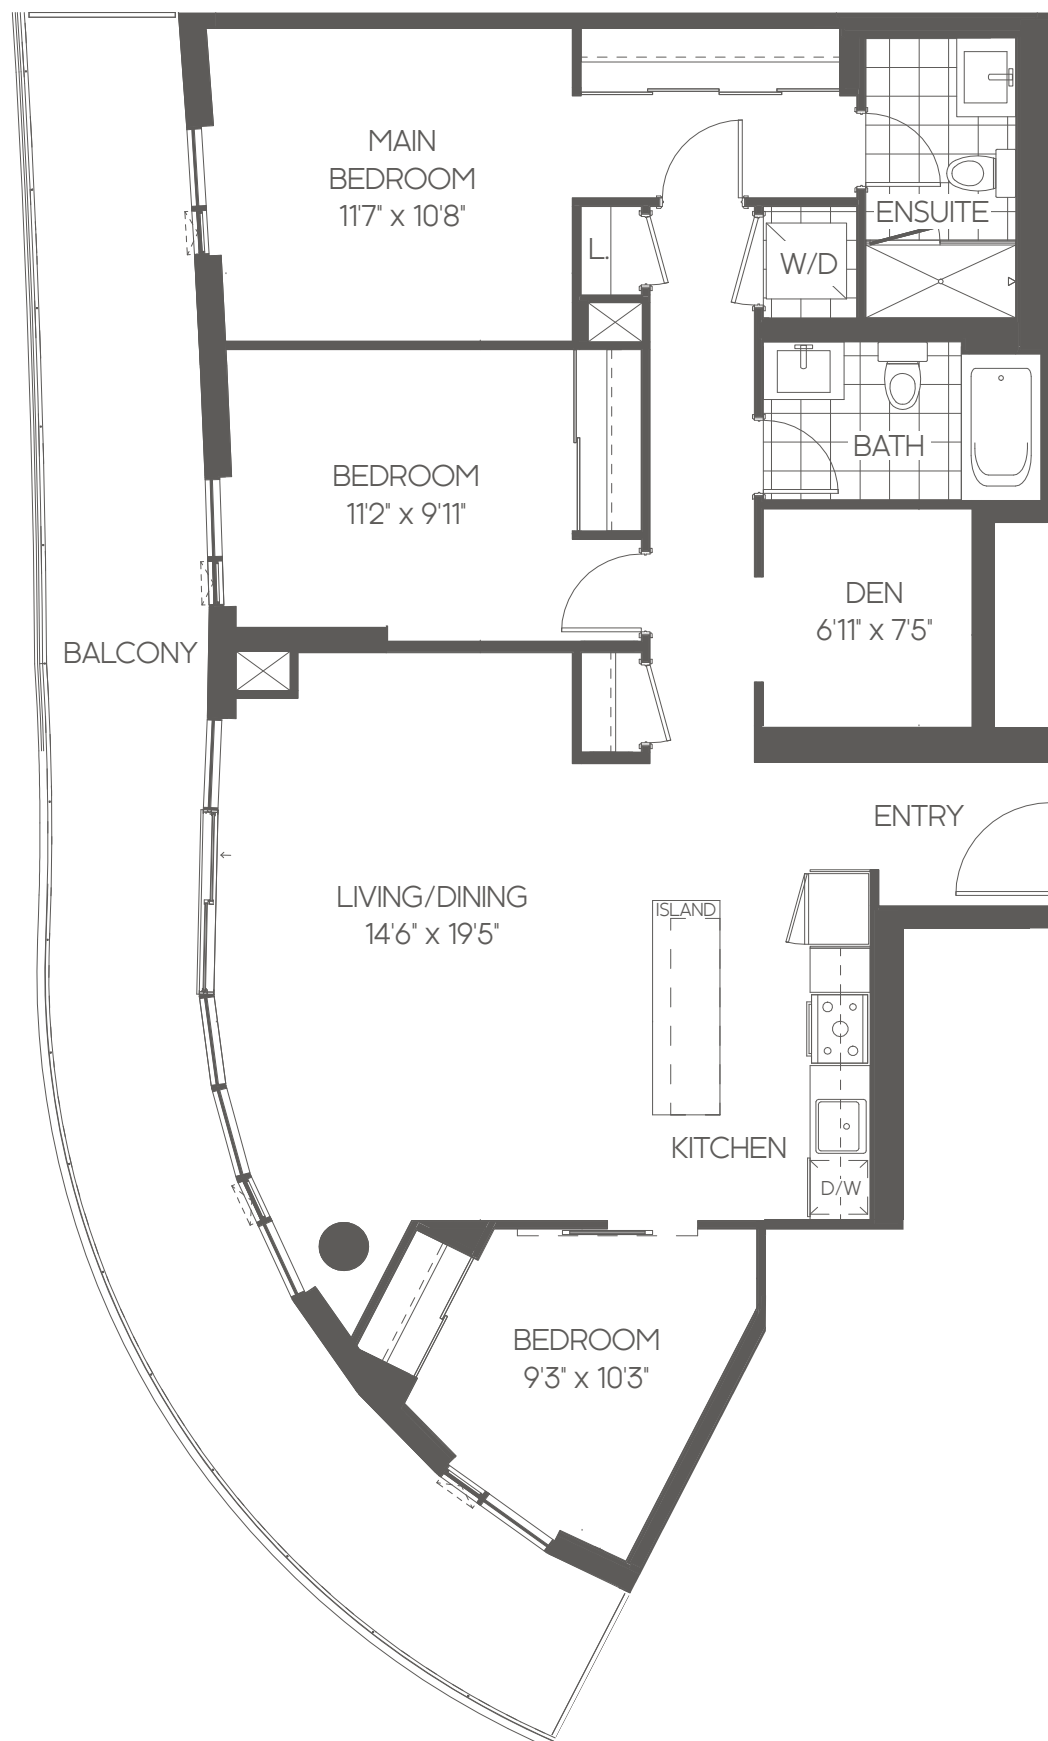 MAIN
BEDROOM
11'7" x 10'8"
ENSUITE
L.
W/D
BATH
BEDROOM
11'2" x 9'11"
DEN
6'11" x 7'5"
BALCONY
ENTRY
LIVING/DINING
14'6" x 19'5"
ISLAND
KITCHEN
D/W
BEDROOM
9'3" x 10'3"